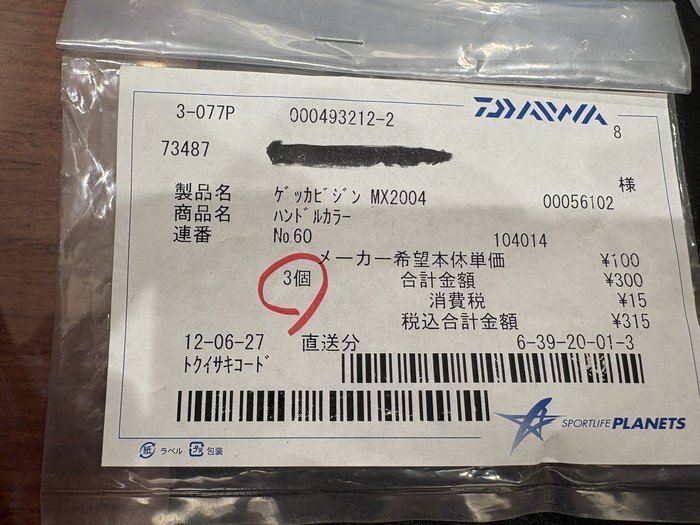 3-077P 000493212-2 DAIWA 8
73487
様
製品名 ｹﾞｯｶﾋﾞｼﾞﾝ MX2004 00056102
商品名 ﾊﾝﾄﾞﾙｶﾗｰ
連番 No.60 104014
メーカー希望本体単価 ¥100
3個 合計金額 ¥300
消費税 ¥15
税込合計金額 ¥315
12-06-27 直送分 6-39-20-01-3
ﾄｸｲｻｷｺｰﾄﾞ
SPORTLIFE PLANETS
紙 ラベル プラ 包装